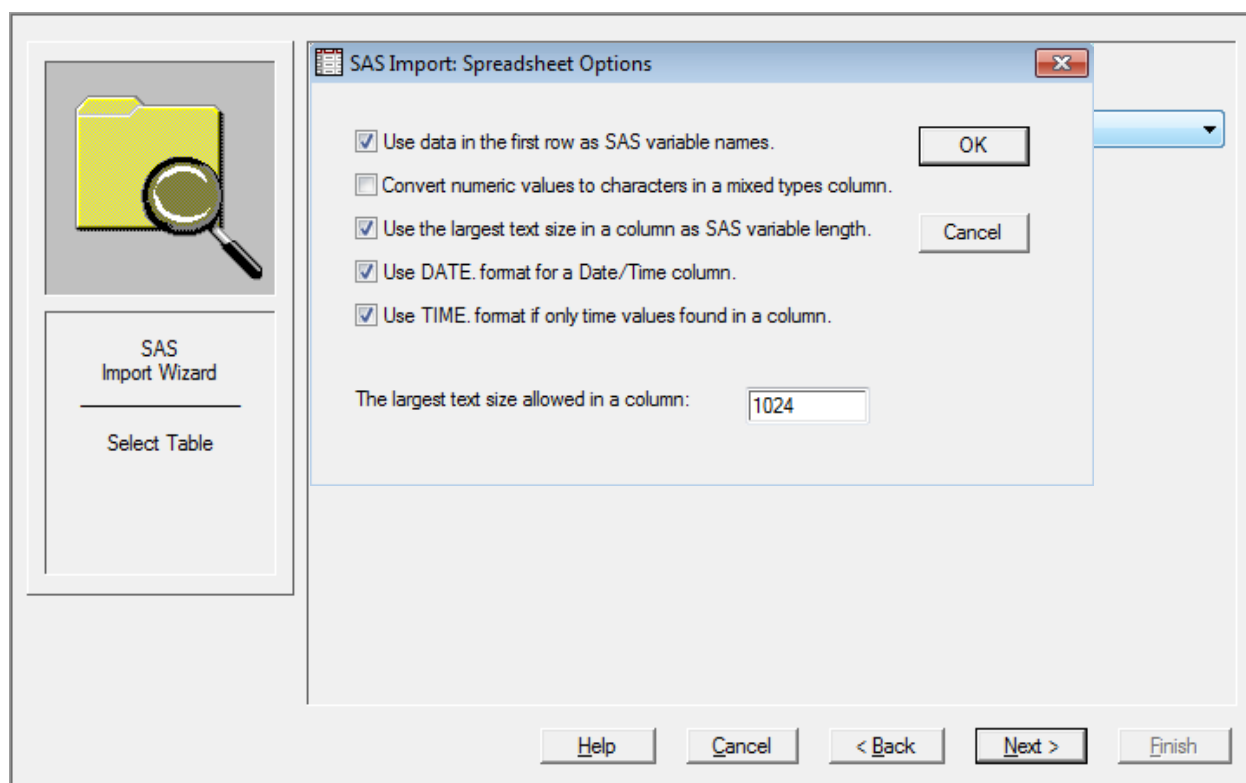 SAS Import: Spreadsheet Options
Use data in the first row as SAS variable names.
OK
Convert numeric values to characters in a mixed types column.
Use the largest text size in a column as SAS variable length.
Cancel
Use DATE. format for a Date/Time column.
Use TIME. format if only time values found in a column.
The largest text size allowed in a column:
1024
SAS
Import Wizard
Select Table
Help
Cancel
< Back
Next >
Finish